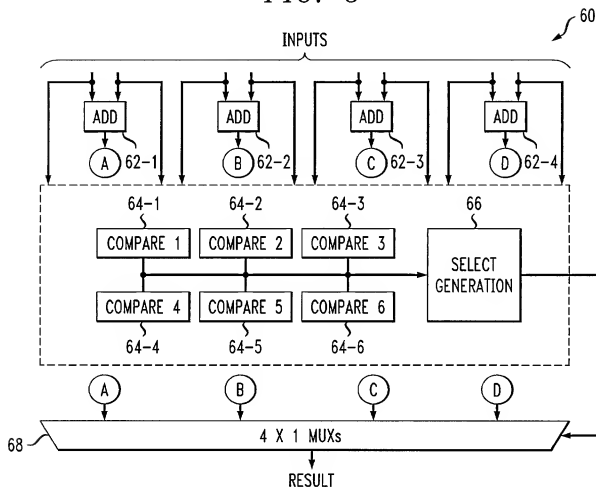 60
INPUTS
ADD ADD ADD ADD
A 62-1 B 62-2 C 62-3 D 62-4
64-1 64-2 64-3 66
COMPARE 1 COMPARE 2 COMPARE 3
SELECT
GENERATION
COMPARE 4 COMPARE 5 COMPARE 6
64-4 64-5 64-6
A B C D
68 4 X 1 MUXs
RESULT